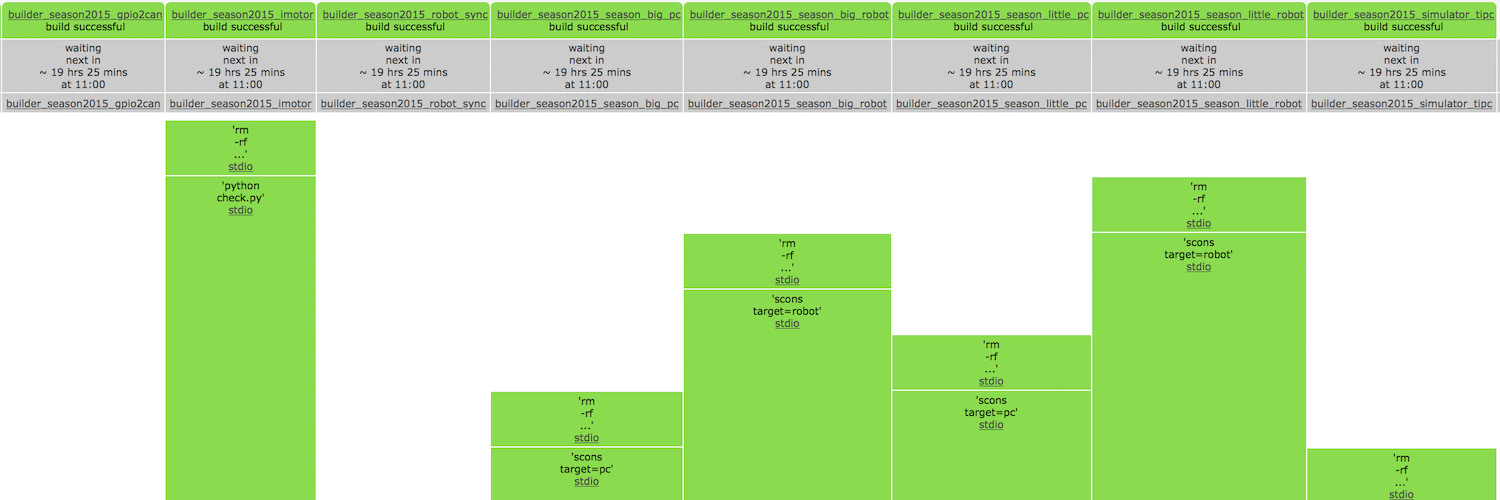 builder_season2015_gpio2can
build successful
builder_season2015_imotor
build successful
builder_season2015_robot_sync
build successful
builder_season2015_season_big_pc
build successful
builder_season2015_season_big_robot
build successful
builder_season2015_season_little_pc
build successful
builder_season2015_season_little_robot
build successful
builder_season2015_simulator_tipc
build successful
waiting
next in
~ 19 hrs 25 mins
at 11:00
waiting
next in
~ 19 hrs 25 mins
at 11:00
waiting
next in
~ 19 hrs 25 mins
at 11:00
waiting
next in
~ 19 hrs 25 mins
at 11:00
waiting
next in
~ 19 hrs 25 mins
at 11:00
waiting
next in
~ 19 hrs 25 mins
at 11:00
waiting
next in
~ 19 hrs 25 mins
at 11:00
waiting
next in
~ 19 hrs 25 mins
at 11:00
builder_season2015_gpio2can
builder_season2015_imotor
builder_season2015_robot_sync
builder_season2015_season_big_pc
builder_season2015_season_big_robot
builder_season2015_season_little_pc
builder_season2015_season_little_robot
builder_season2015_simulator_tipc
'rm
-rf
...'
stdio
'python
check.py'
stdio
'rm
-rf
...'
stdio
'scons
target=pc'
stdio
'rm
-rf
...'
stdio
'scons
target=robot'
stdio
'rm
-rf
...'
stdio
'scons
target=pc'
stdio
'rm
-rf
...'
stdio
'scons
target=robot'
stdio
'rm
-rf
...'
stdio